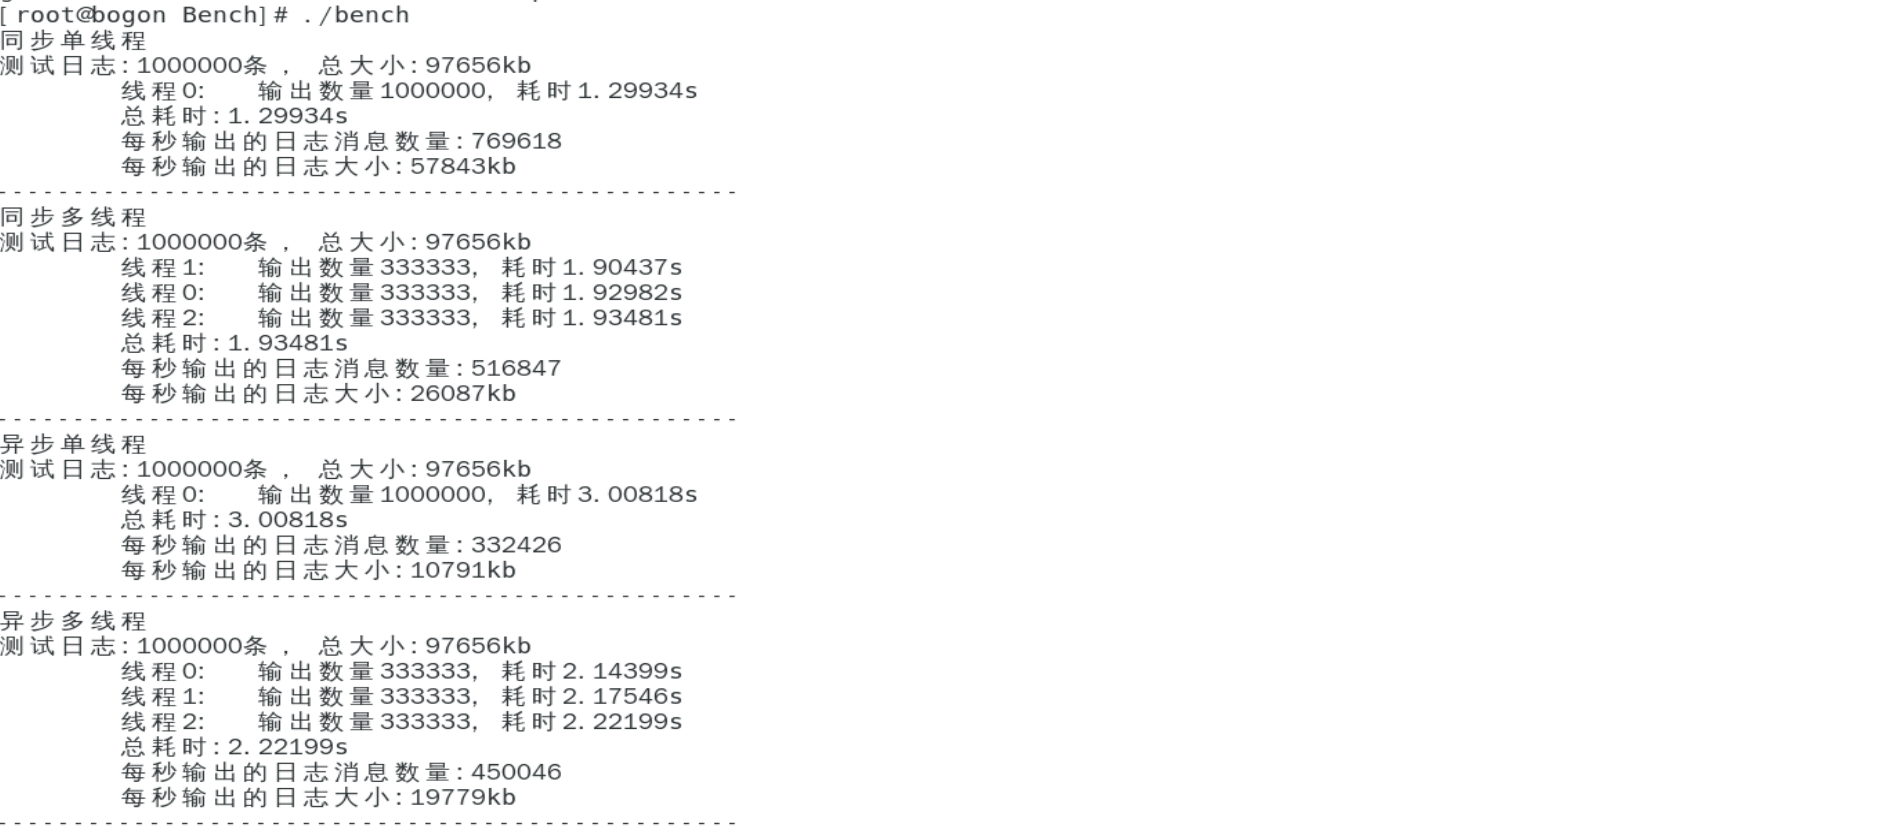 [root@bogon Bench]# ./bench
同步单线程
测试日志:1000000条， 总大小:97656kb
线程0: 输出数量1000000, 耗时1.29934s
总耗时:1.29934s
每秒输出的日志消息数量:769618
每秒输出的日志大小:57843kb
-------------------------------------------------
同步多线程
测试日志:1000000条， 总大小:97656kb
线程1: 输出数量333333, 耗时1.90437s
线程0: 输出数量333333, 耗时1.92982s
线程2: 输出数量333333, 耗时1.93481s
总耗时:1.93481s
每秒输出的日志消息数量:516847
每秒输出的日志大小:26087kb
-------------------------------------------------
异步单线程
测试日志:1000000条， 总大小:97656kb
线程0: 输出数量1000000, 耗时3.00818s
总耗时:3.00818s
每秒输出的日志消息数量:332426
每秒输出的日志大小:10791kb
-------------------------------------------------
异步多线程
测试日志:1000000条， 总大小:97656kb
线程0: 输出数量333333, 耗时2.14399s
线程1: 输出数量333333, 耗时2.17546s
线程2: 输出数量333333, 耗时2.22199s
总耗时:2.22199s
每秒输出的日志消息数量:450046
每秒输出的日志大小:19779kb
-------------------------------------------------